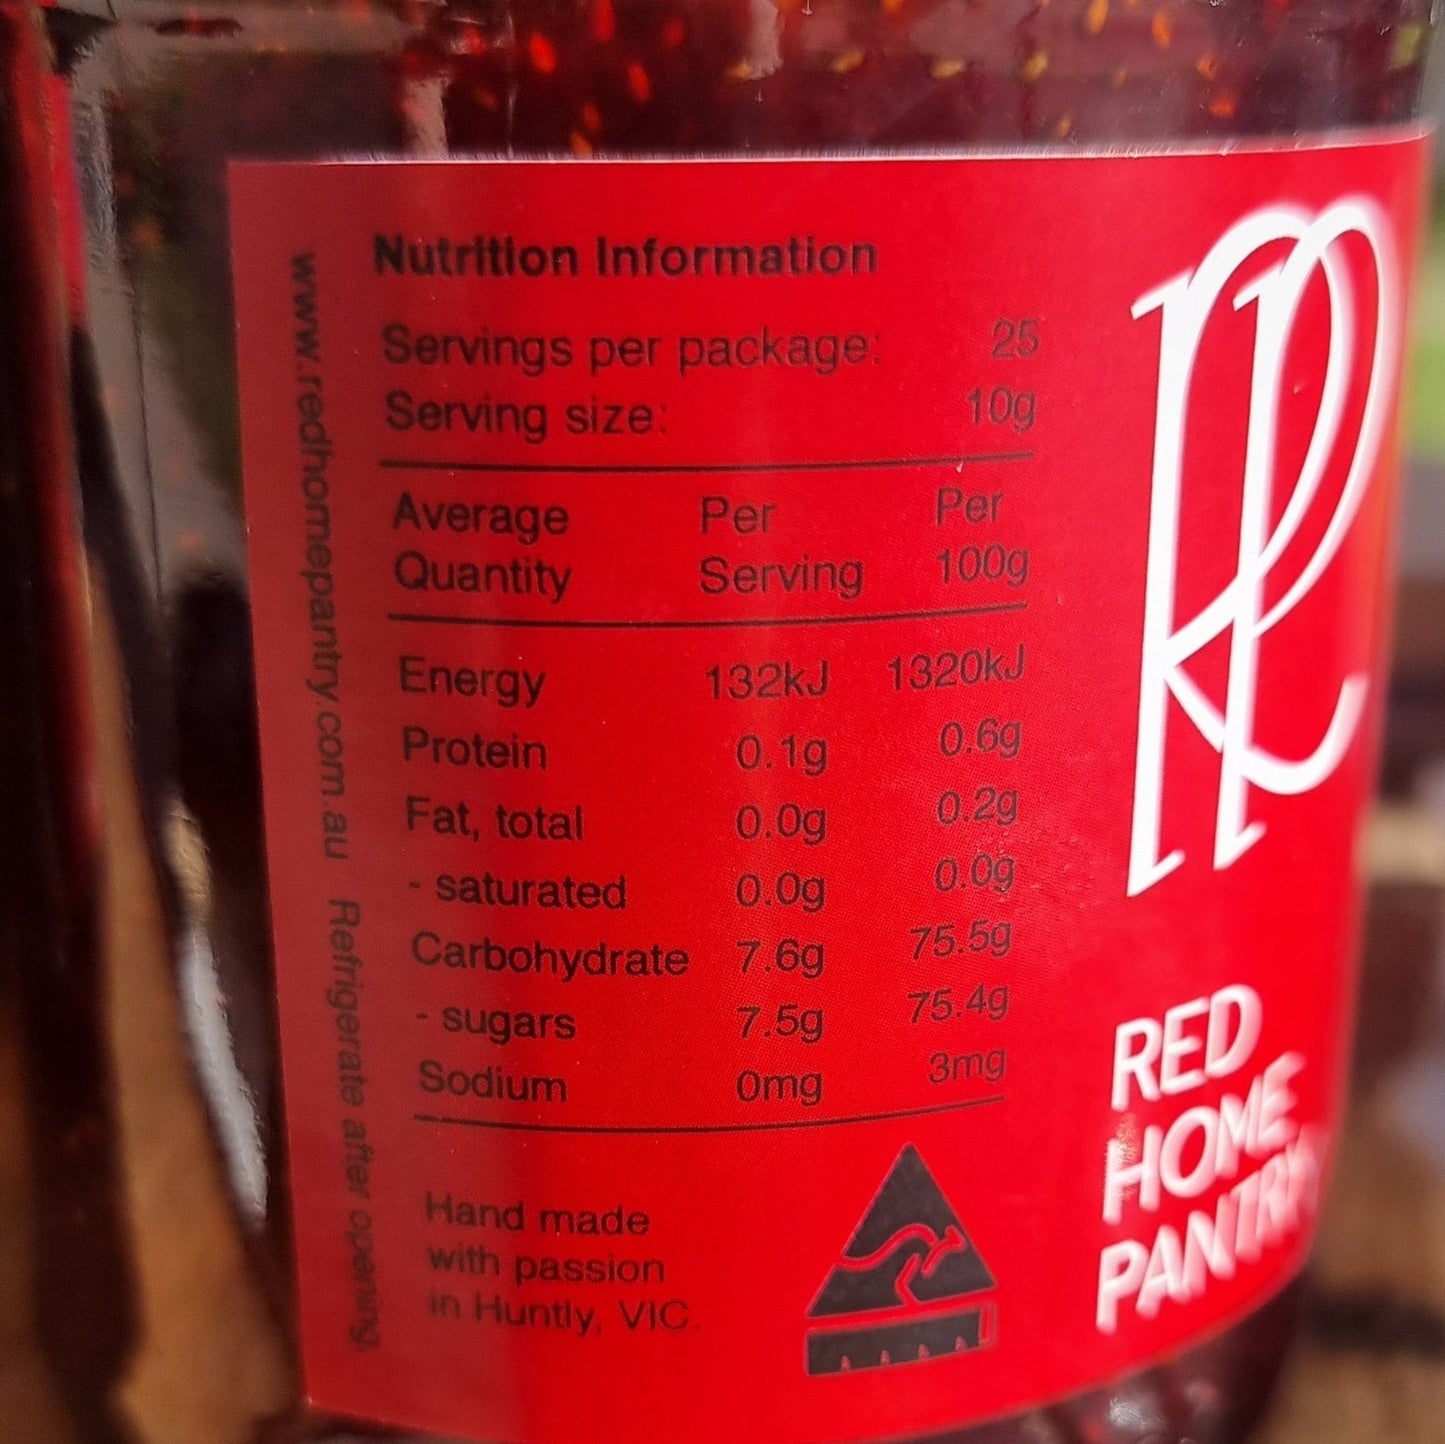 Nutrition Information
Servings per package: 25
Serving size: 10g
Average Per Per
Quantity Serving 100g
Energy 132kJ 1320kJ
Protein 0.1g 0.6g
Fat, total 0.0g 0.2g
- saturated 0.0g 0.0g
Carbohydrate 7.6g 75.5g
- sugars 7.5g 75.4g
Sodium 0mg 3mg
Hand made
with passion
in Huntly, VIC.
www.redhomepantry.com.au Refrigerate after opening.
RED
HOME
PANTRY